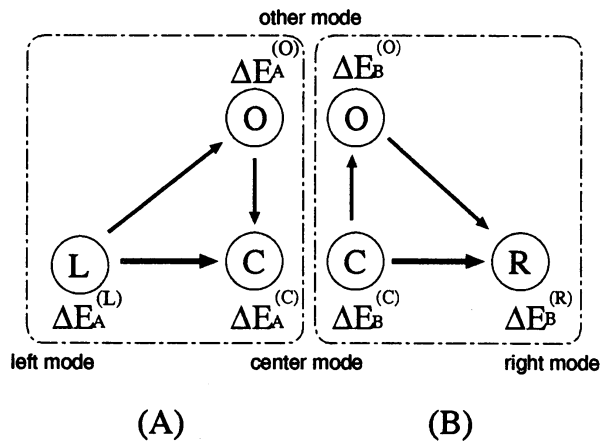 other mode
ΔE_A^(O) ΔE_B^(O)
O O
L C C R
ΔE_A^(L) ΔE_A^(C) ΔE_B^(C) ΔE_B^(R)
left mode center mode right mode
(A) (B)